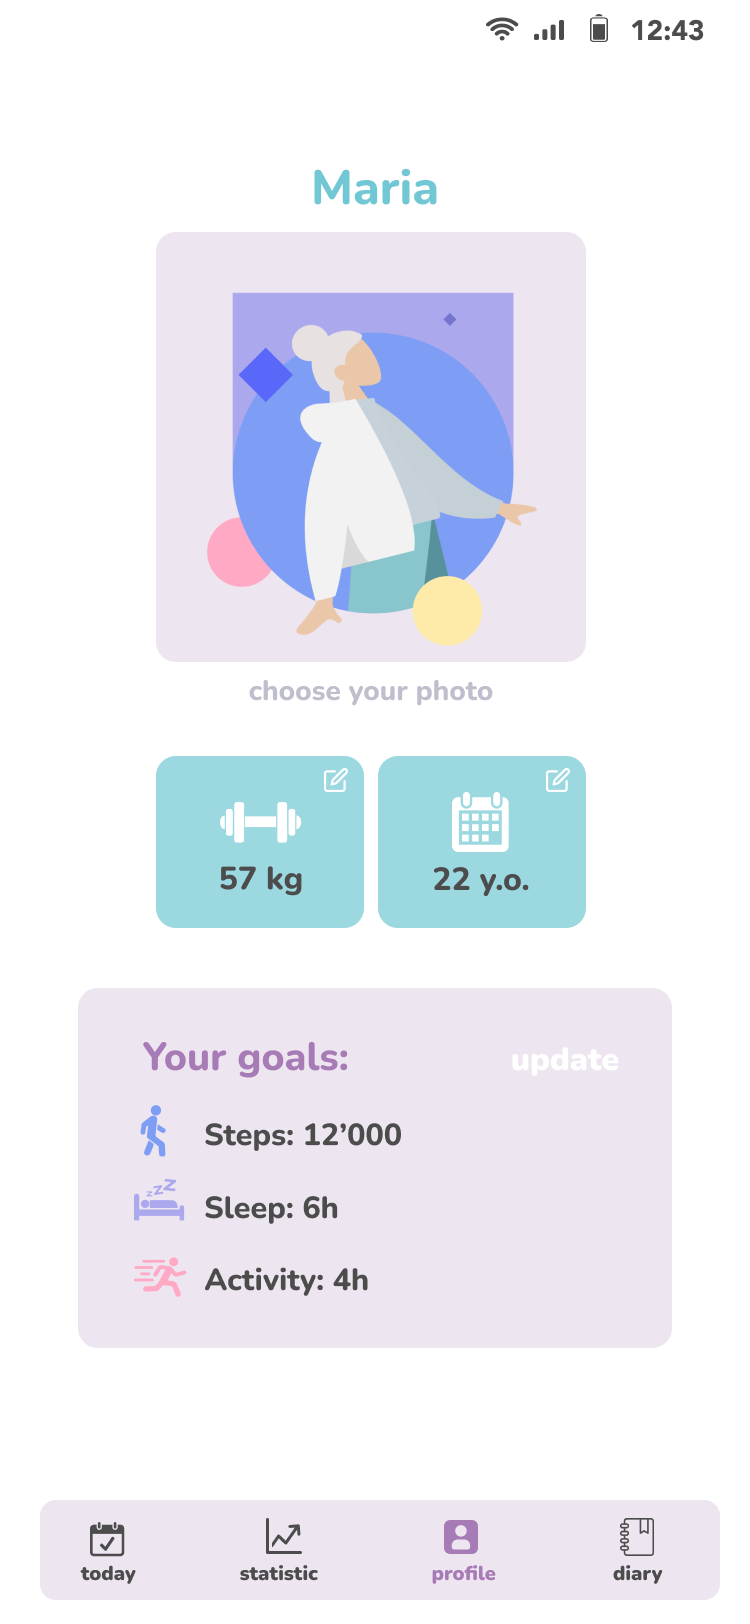 12:43
Maria
choose your photo
57 kg
22 y.o.
Your goals:
update
Steps: 12’000
zzz
Sleep: 6h
Activity: 4h
today
statistic
profile
diary